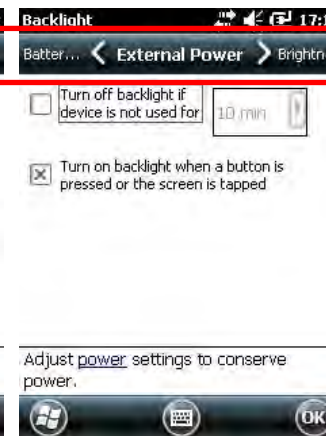 Backlight 17:
Batter... External Power Brightn
Turn off backlight if
device is not used for 10 min
Turn on backlight when a button is
pressed or the screen is tapped
Adjust power settings to conserve
power.
OK